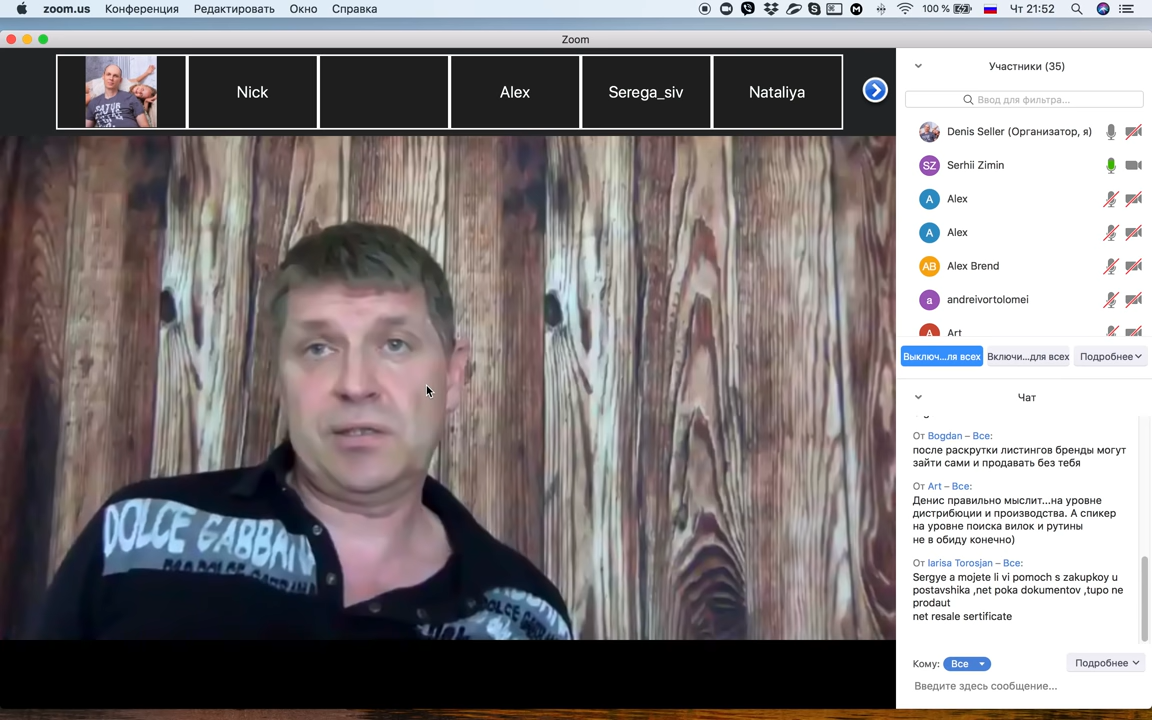 zoom.us Конференция Редактировать Окно Справка 100 % Чт 21:52
Zoom
Nick
Alex
Serega_siv
Nataliya
SATUR
DOLCE GABBAN
Участники (35)
Ввод для фильтра...
Denis Seller (Организатор, я)
SZ Serhii Zimin
A Alex
A Alex
AB Alex Brend
a andreivortolomei
A Art
Выключ...ля всех Включи...для всех Подробнее
Чат
От Bogdan – Все:
после раскрутки листингов бренды могут
зайти сами и продавать без тебя
От Art – Все:
Денис правильно мыслит...на уровне
дистрибюции и производства. А спикер
на уровне поиска вилок и рутины
не в обиду конечно)
От larisa Torosjan – Все:
Sergye a mojete li vi pomoch s zakupkoy u
postavshika ,net poka dokumentov ,tupo ne
prodaut
net resale sertificate
Кому: Все Подробнее
Введите здесь сообщение...